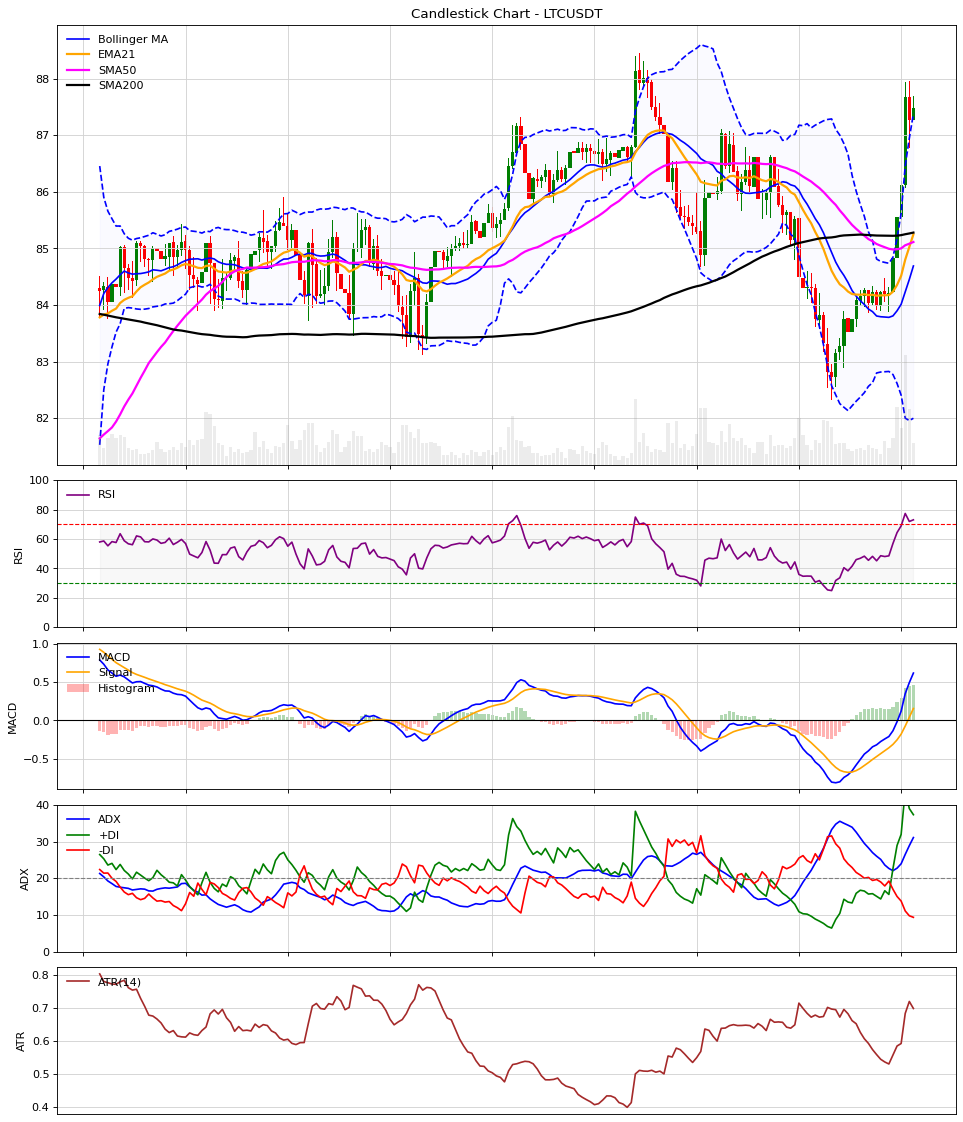 Candlestick Chart - LTCUSDT
Bollinger MA
EMA21
SMA50
SMA200
88
87
86
85
84
83
82
RSI
100
80
60
40
20
0
RSI
MACD
Signal
Histogram
1.0
0.5
0.0
−0.5
MACD
ADX
+DI
-DI
40
30
20
10
0
ADX
ATR(14)
0.8
0.7
0.6
0.5
0.4
ATR